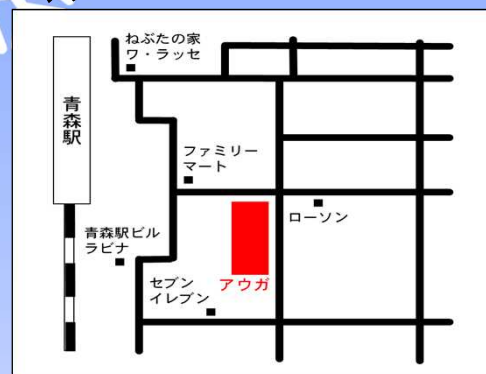 ねぶたの家
ワ・ラッセ
青森駅
ファミリー
マート
ローソン
青森駅ビル
ラビナ
セブン
イレブン
アウガ